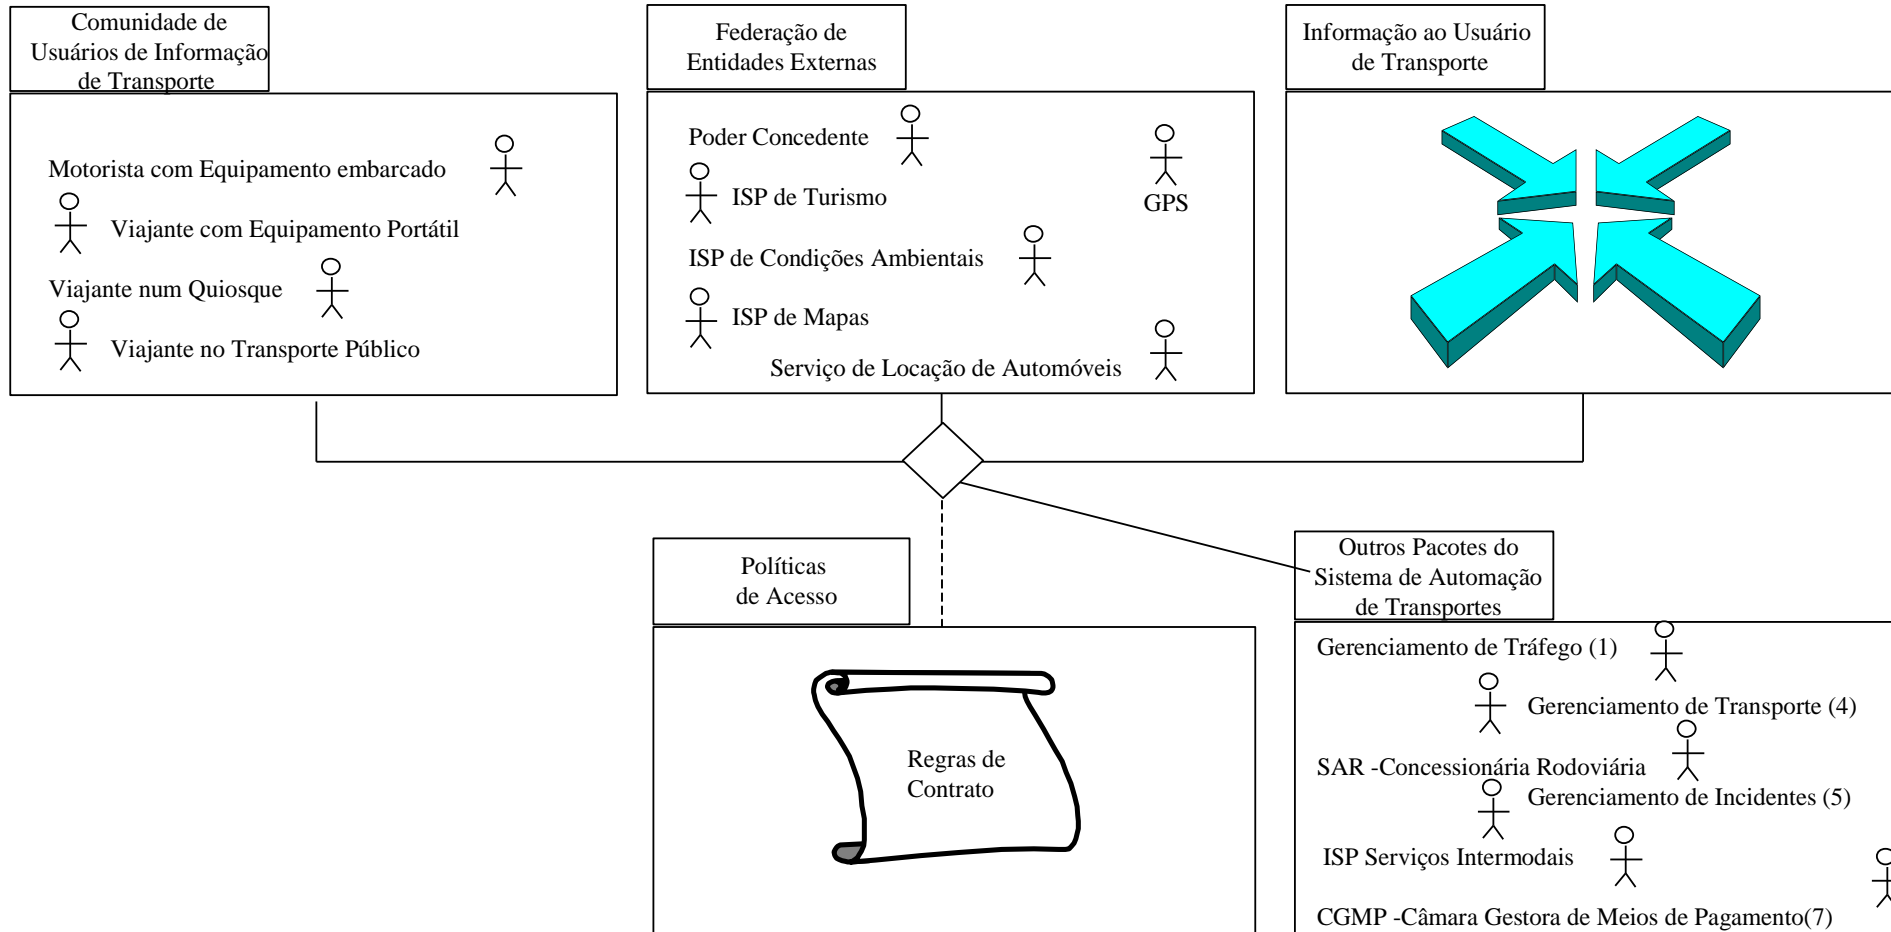 Comunidade de
Usuários de Informação
de Transporte
Motorista com Equipamento embarcado
Viajante com Equipamento Portátil
Viajante num Quiosque
Viajante no Transporte Público
Federação de
Entidades Externas
Poder Concedente
GPS
ISP de Turismo
ISP de Condições Ambientais
ISP de Mapas
Serviço de Locação de Automóveis
Informação ao Usuário
de Transporte
Políticas
de Acesso
Regras de
Contrato
Outros Pacotes do
Sistema de Automação
de Transportes
Gerenciamento de Tráfego (1)
Gerenciamento de Transporte (4)
SAR -Concessionária Rodoviária
Gerenciamento de Incidentes (5)
ISP Serviços Intermodais
CGMP -Câmara Gestora de Meios de Pagamento(7)